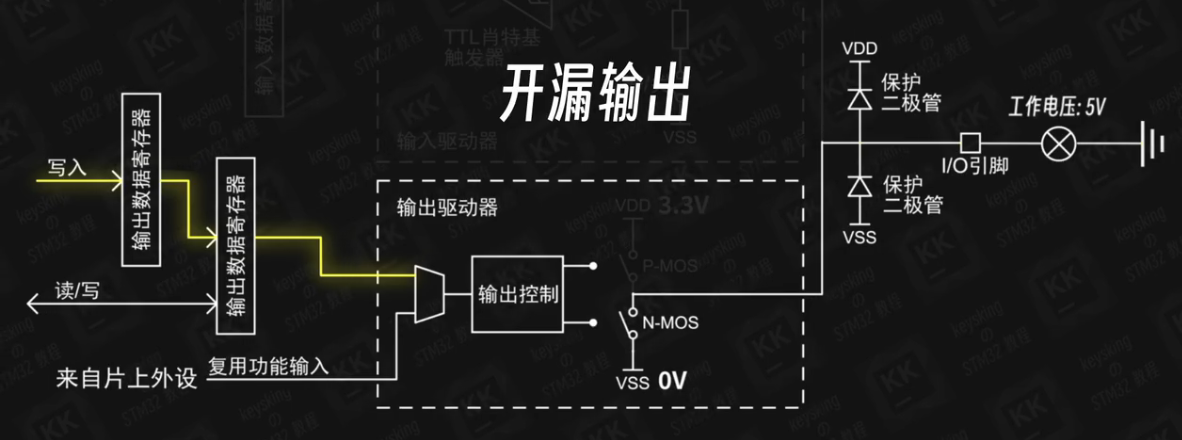 输入数据寄存器
TTL肖特基
触发器
开漏输出
VSS
输入驱动器
VDD
保护
二极管
工作电压: 5V
I/O引脚
保护
二极管
VSS
写入
输出数据寄存器
输出数据寄存器
读/写
来自片上外设
复用功能输入
输出驱动器
VDD 3.3V
P-MOS
输出控制
N-MOS
VSS 0V
KK
keysking
の
STM32 教程